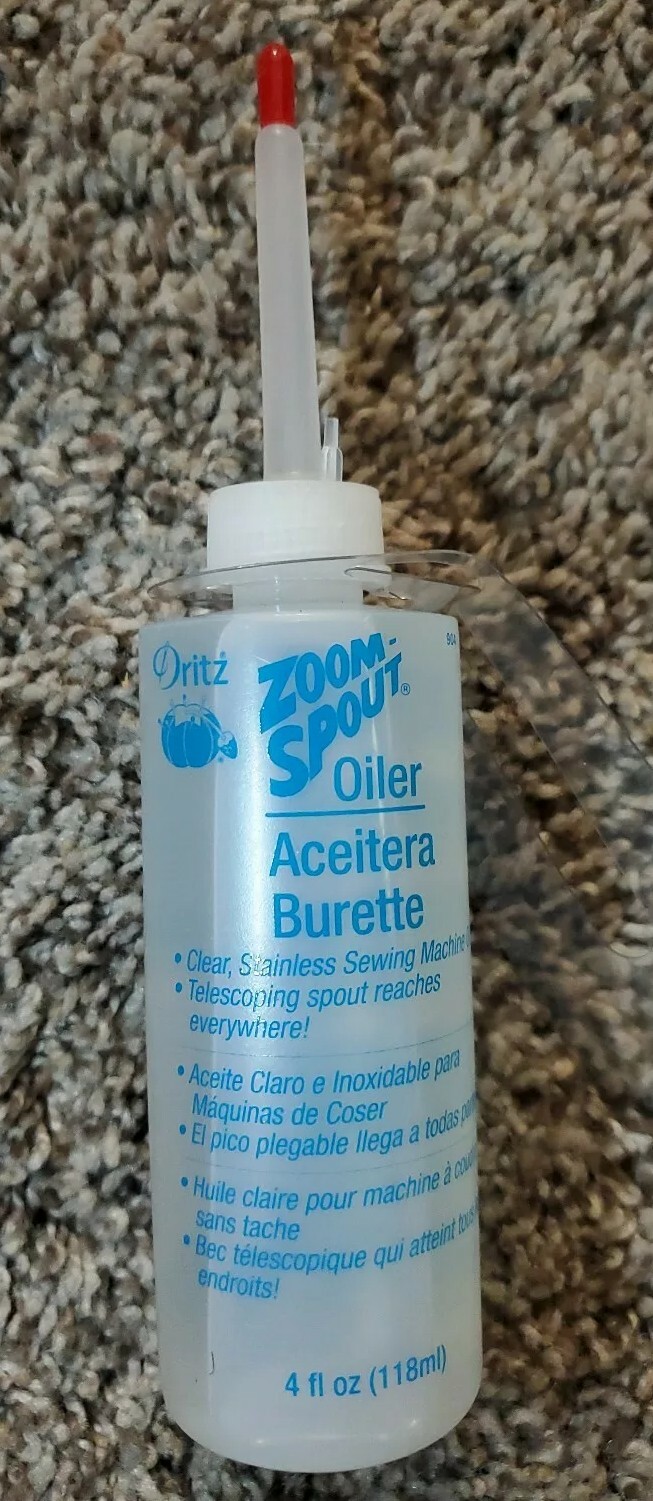 Dritz®
ZOOM-
SPOUT®
Oiler
904
Aceitera
Burette
• Clear, Stainless Sewing Machine
• Telescoping spout reaches
everywhere!
• Aceite Claro e Inoxidable para
Máquinas de Coser
• El pico plegable llega a todas
• Huile claire pour machine à
sans tache
• Bec télescopique qui atteint tous
endroits!
4 fl oz (118ml)